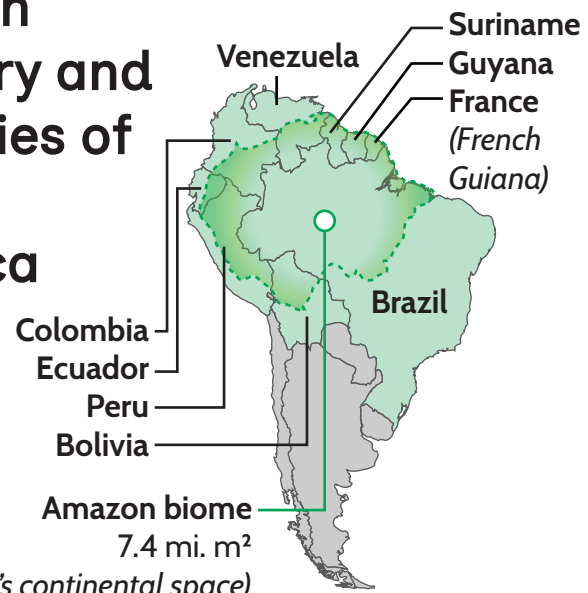 ry and
ies of
ca
Venezuela
Suriname
Guyana
France
(French
Guiana)
Brazil
Colombia
Ecuador
Peru
Bolivia
Amazon biome
7.4 mi. m²
's continental space)